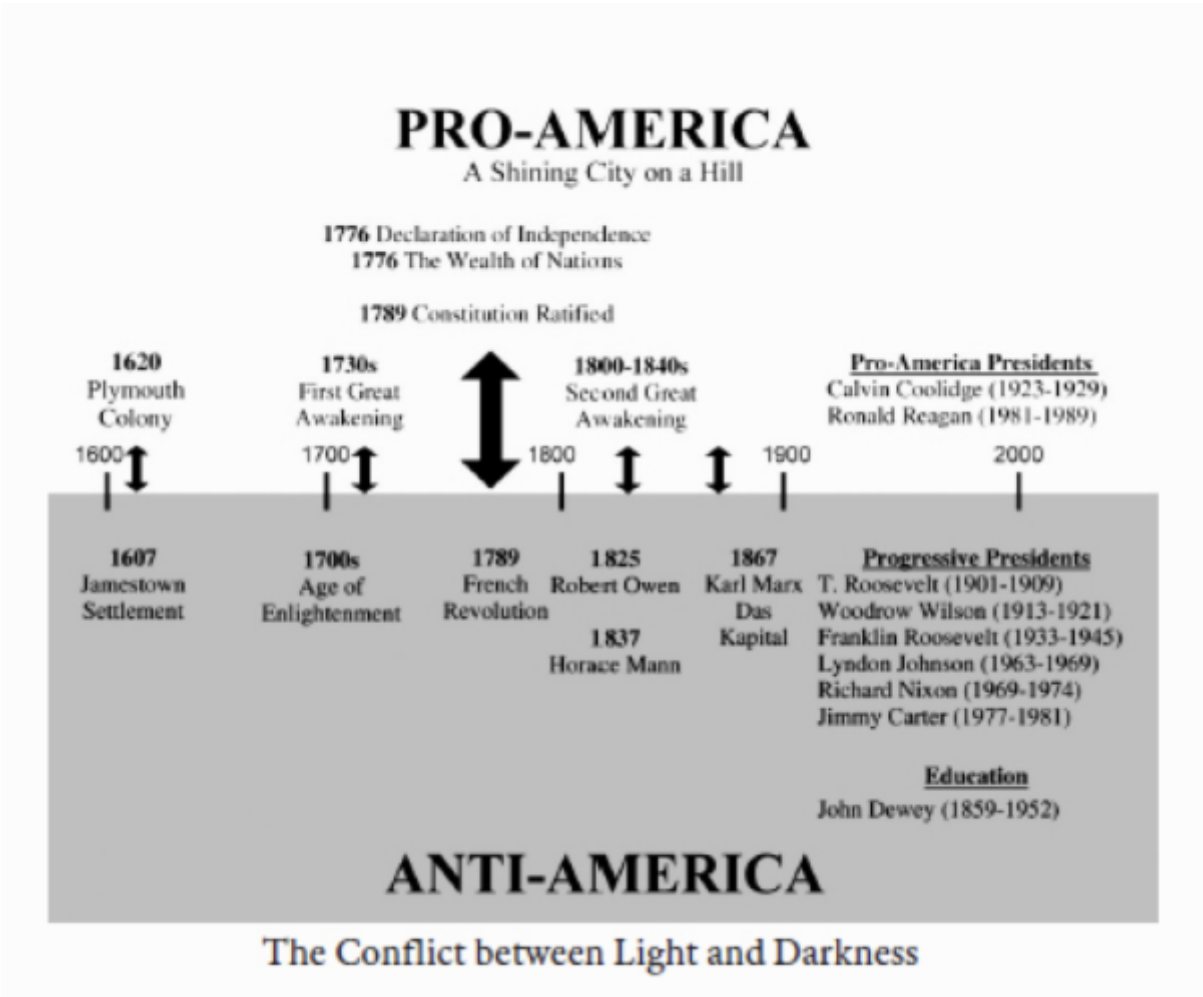 PRO-AMERICA
A Shining City on a Hill
1776 Declaration of Independence
1776 The Wealth of Nations
1789 Constitution Ratified
1620
Plymouth
Colony
1730s
First Great
Awakening
1800-1840s
Second Great
Awakening
Pro-America Presidents
Calvin Coolidge (1923-1929)
Ronald Reagan (1981-1989)
1600
1700
1800
1900
2000
1607
Jamestown
Settlement
1700s
Age of
Enlightenment
1789
French
Revolution
1825
Robert Owen
1837
Horace Mann
1867
Karl Marx
Das
Kapital
Progressive Presidents
T. Roosevelt (1901-1909)
Woodrow Wilson (1913-1921)
Franklin Roosevelt (1933-1945)
Lyndon Johnson (1963-1969)
Richard Nixon (1969-1974)
Jimmy Carter (1977-1981)
Education
John Dewey (1859-1952)
ANTI-AMERICA
The Conflict between Light and Darkness